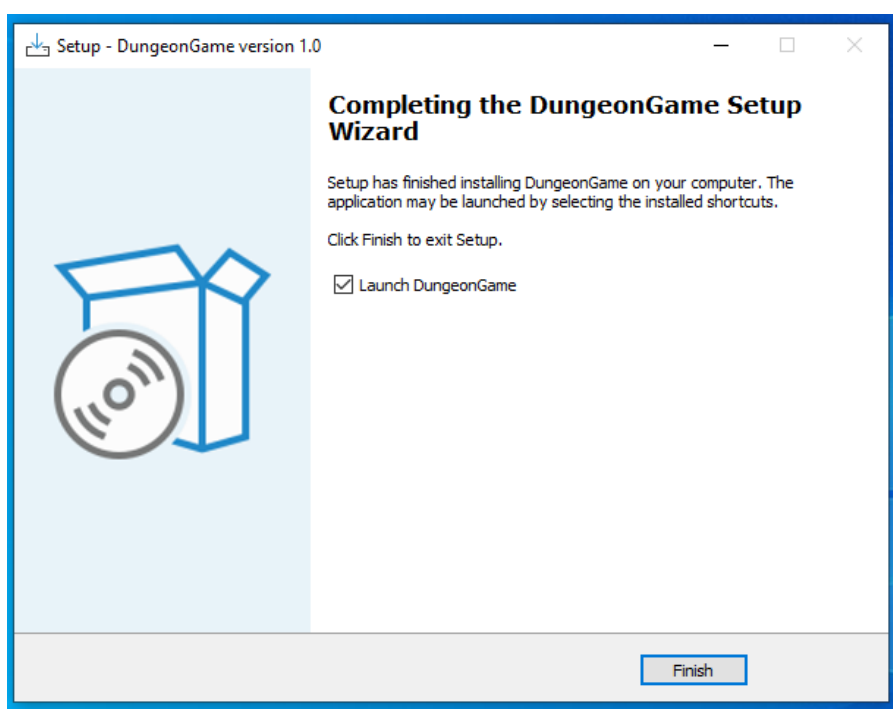 Setup - DungeonGame version 1.0
Completing the DungeonGame Setup
Wizard
Setup has finished installing DungeonGame on your computer. The
application may be launched by selecting the installed shortcuts.
Click Finish to exit Setup.
Launch DungeonGame
Finish